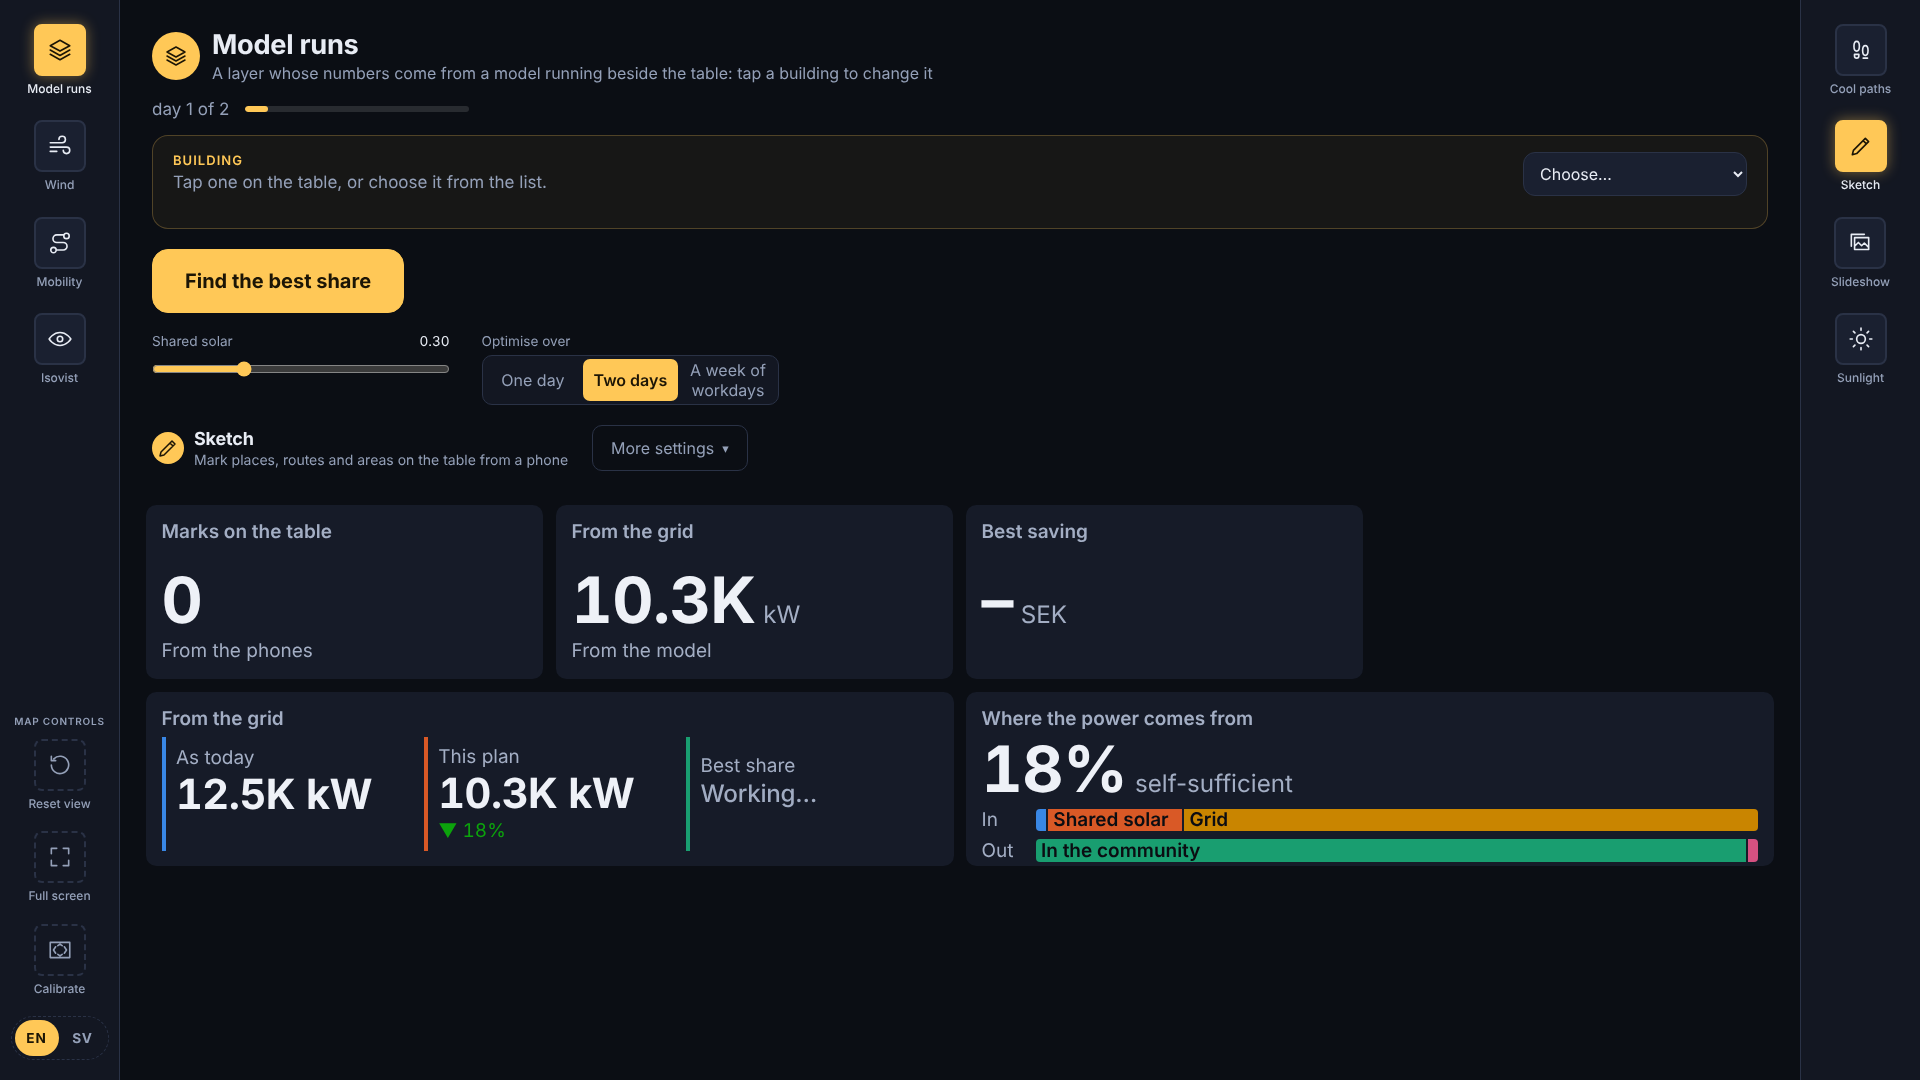 Model runs
Wind
Mobility
Isovist
MAP CONTROLS
Reset view
Full screen
Calibrate
EN SV
Model runs
A layer whose numbers come from a model running beside the table: tap a building to change it
day 1 of 2
BUILDING
Tap one on the table, or choose it from the list.
Choose...
Find the best share
Shared solar 0.30
Optimise over
One day
Two days
A week of
workdays
Sketch
Mark places, routes and areas on the table from a phone
More settings ▾
Marks on the table
0
From the phones
From the grid
10.3K kW
From the model
Best saving
– SEK
From the grid
As today
12.5K kW
This plan
10.3K kW
▼ 18%
Best share
Working...
Where the power comes from
18% self-sufficient
In Shared solar Grid
Out In the community
Cool paths
Sketch
Slideshow
Sunlight